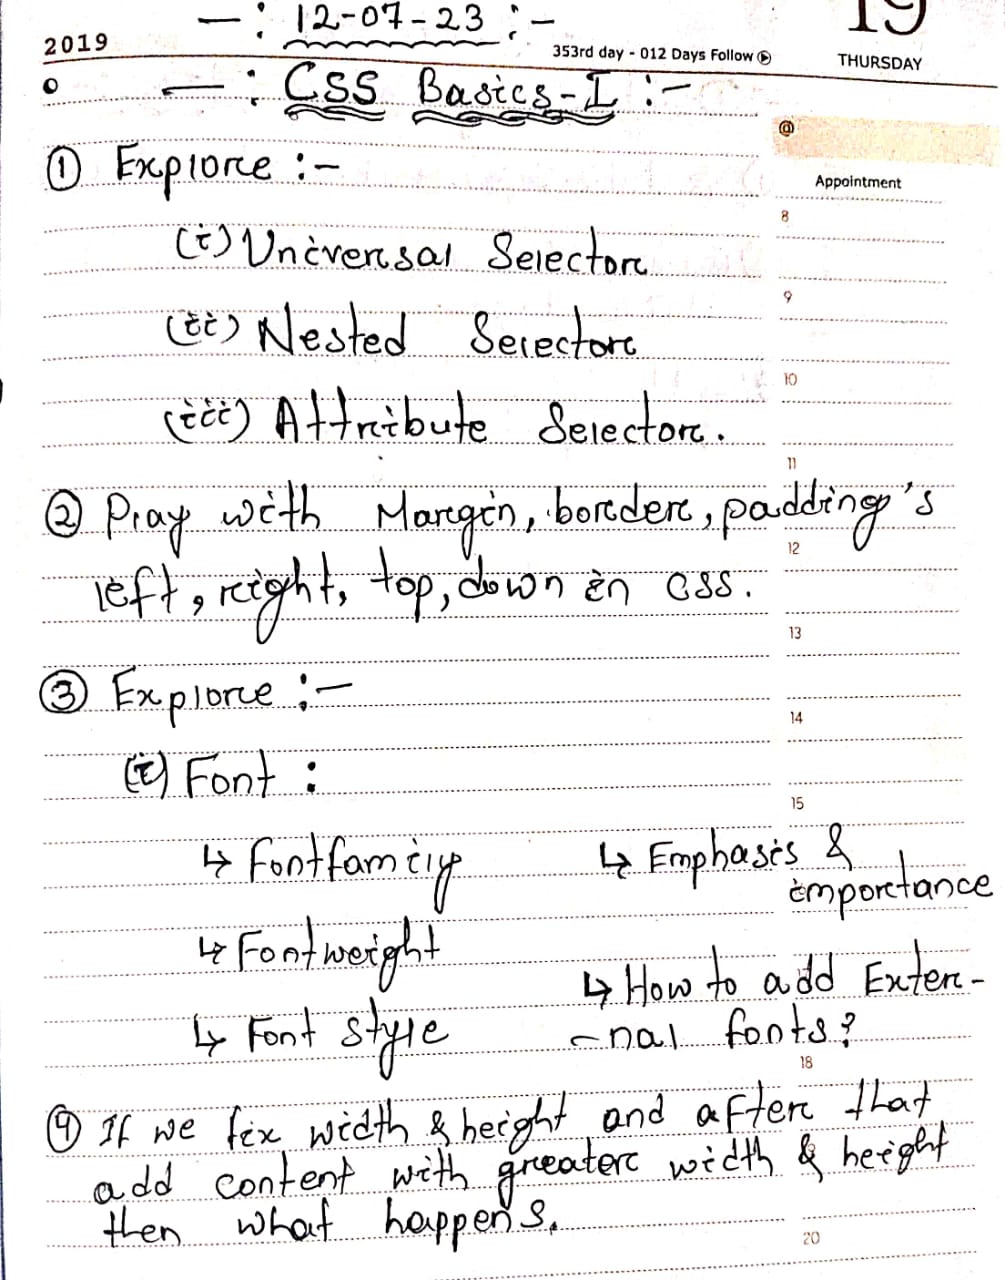 —: 12-07-23 :—
19
2019
353rd day - 012 Days Follow
THURSDAY
—: CSS Basics-I :—
@
Appointment
① Explore :—
8
(i) Universal Selector
9
(ii) Nested Selector
10
(iii) Attribute Selector.
11
② Play with Margin, border, padding's
12
left, right, top, down in CSS.
13
③ Explore :—
14
(i) Font :
15
↳ Fontfamily ↳ Emphasis &
importance
↳ Fontweight
↳ How to add Exter-
↳ Font style -nal fonts?
18
④ If we fix width & height and after that
add content with greater width & height
then what happens.
20